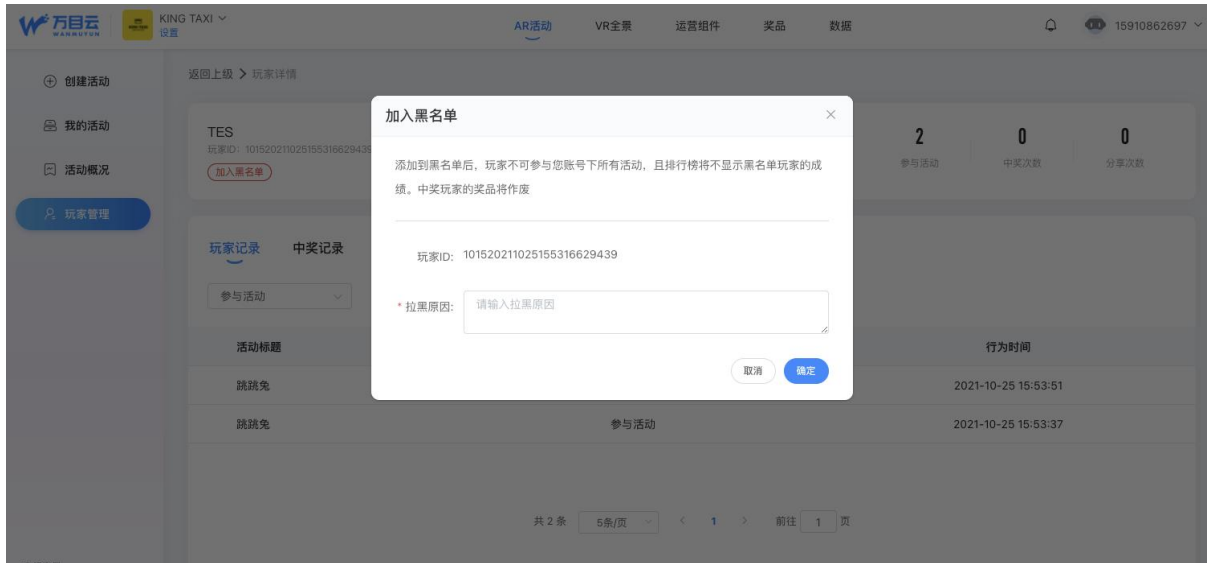 万目云
WANMUYUN
KING TAXI
设置
AR活动
VR全景
运营组件
奖品
数据
15910862697
创建活动
我的活动
活动概况
玩家管理
返回上级 > 玩家详情
TES
玩家ID: 101520211025155316629439
加入黑名单
2
参与活动
0
中奖次数
0
分享次数
加入黑名单
添加到黑名单后，玩家不可参与您账号下所有活动，且排行榜将不显示黑名单玩家的成
绩。中奖玩家的奖品将作废
玩家ID: 101520211025155316629439
* 拉黑原因:
请输入拉黑原因
取消
确定
玩家记录
中奖记录
参与活动
活动标题
行为时间
跳跳兔
2021-10-25 15:53:51
跳跳兔
参与活动
2021-10-25 15:53:37
共 2 条
5条/页
< 1 >
前往 1 页